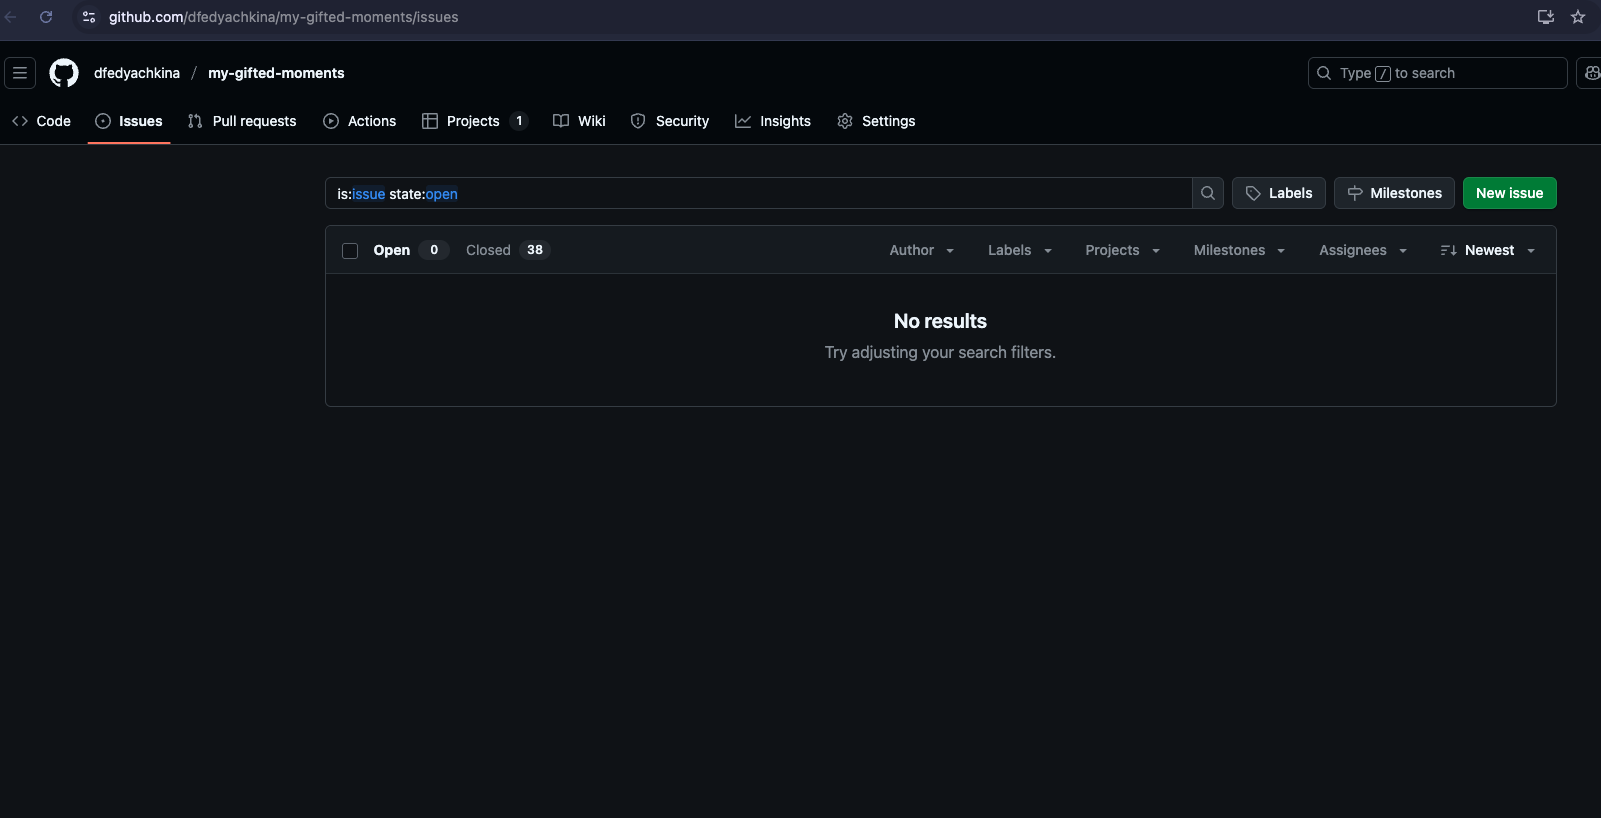 github.com/dfedyachkina/my-gifted-moments/issues
dfedyachkina / my-gifted-moments
Type / to search
Code Issues Pull requests Actions Projects 1 Wiki Security Insights Settings
is:issue state:open
Labels Milestones New issue
Open 0 Closed 38 Author Labels Projects Milestones Assignees Newest
No results
Try adjusting your search filters.